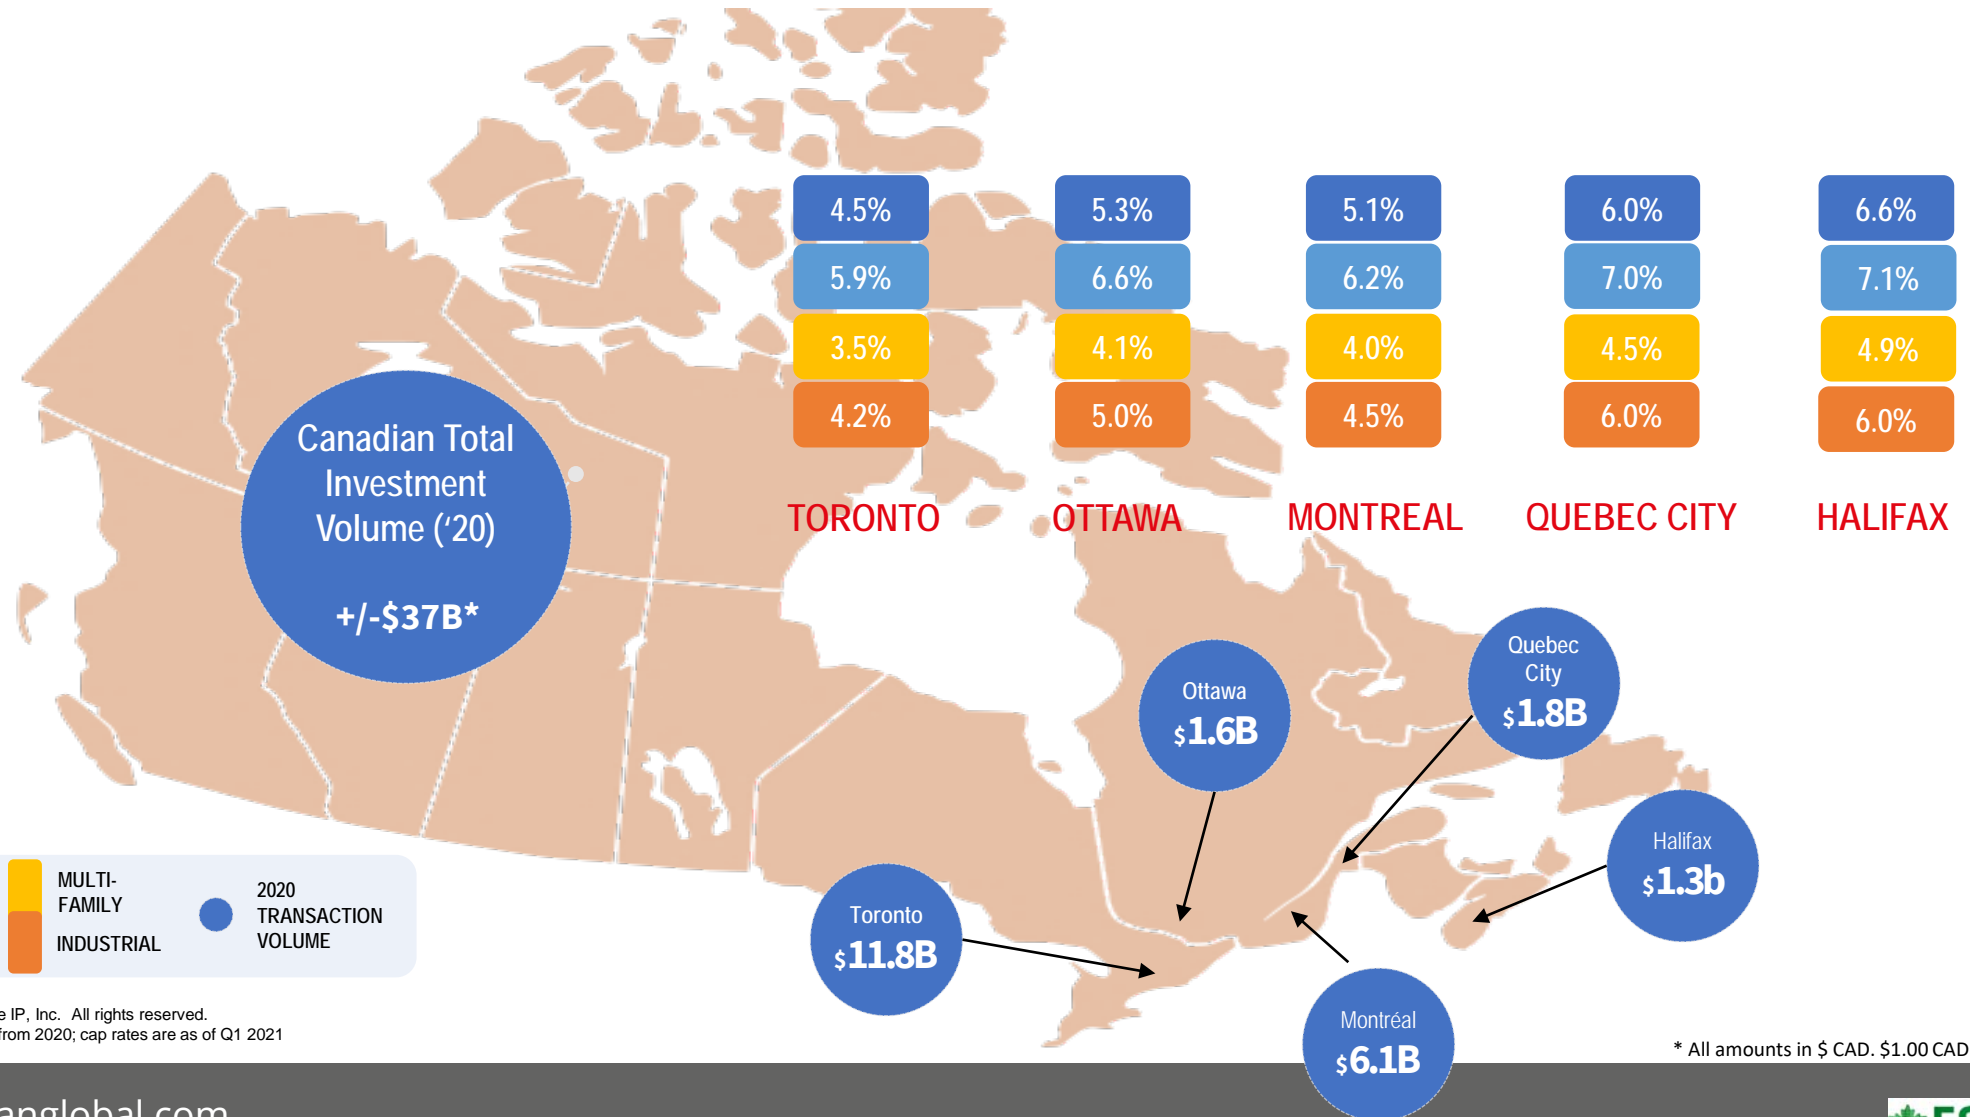 4.5% 5.3% 5.1% 6.0% 6.6%
5.9% 6.6% 6.2% 7.0% 7.1%
3.5% 4.1% 4.0% 4.5% 4.9%
4.2% 5.0% 4.5% 6.0% 6.0%
TORONTO OTTAWA MONTREAL QUEBEC CITY HALIFAX
Canadian Total
Investment
Volume (‘20)
+/-$37B*
Quebec
City
$1.8B
Ottawa
$1.6B
Halifax
$1.3b
Toronto
$11.8B
Montréal
$6.1B
MULTI-
FAMILY
INDUSTRIAL
2020
TRANSACTION
VOLUME
IP, Inc. All rights reserved.
from 2020; cap rates are as of Q1 2021
* All amounts in $ CAD. $1.00 CAD